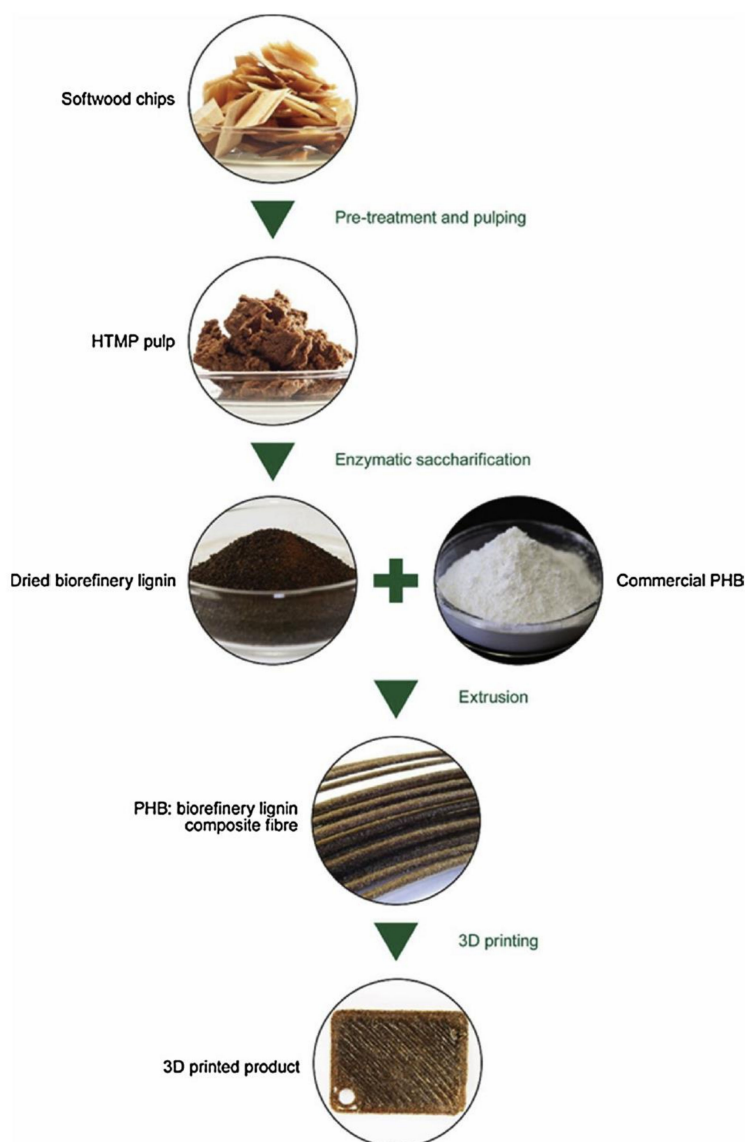 Softwood chips
Pre-treatment and pulping
HTMP pulp
Enzymatic saccharification
Dried biorefinery lignin
Commercial PHB
Extrusion
PHB: biorefinery lignin
composite fibre
3D printing
3D printed product